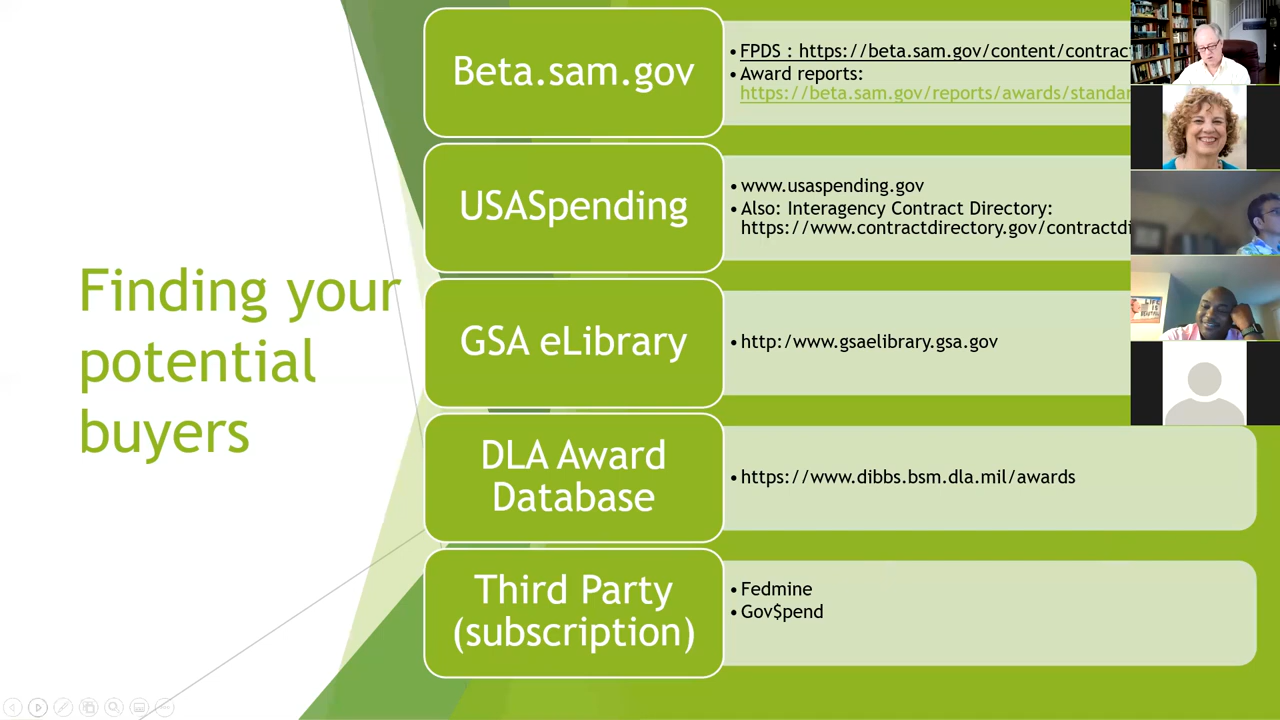 Finding your
potential
buyers
Beta.sam.gov
• FPDS : https://beta.sam.gov/content/contrac
• Award reports:
https://beta.sam.gov/reports/awards/standar
USASpending
• www.usaspending.gov
• Also: Interagency Contract Directory:
https://www.contractdirectory.gov/contractdi
GSA eLibrary
• http:/www.gsaelibrary.gsa.gov
DLA Award
Database
• https://www.dibbs.bsm.dla.mil/awards
Third Party
(subscription)
• Fedmine
• Gov$pend
LIFE
IS